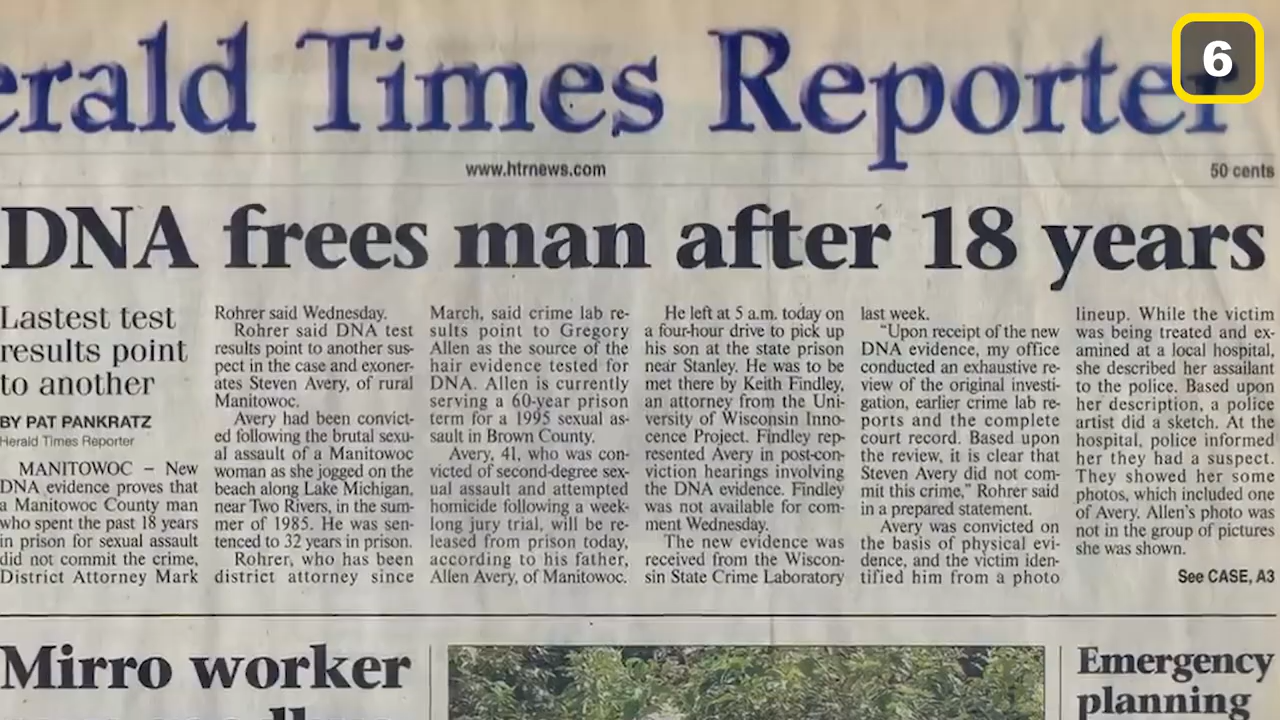 erald Times Reporter
6
www.htrnews.com
50 cents
DNA frees man after 18 years
Lastest test
results point
to another
BY PAT PANKRATZ
Herald Times Reporter
MANITOWOC – New
DNA evidence proves that
a Manitowoc County man
who spent the past 18 years
in prison for sexual assault
did not commit the crime,
District Attorney Mark
Rohrer said Wednesday.
Rohrer said DNA test
results point to another sus-
pect in the case and exoner-
ates Steven Avery, of rural
Manitowoc.
Avery had been convict-
ed following the brutal sexu-
al assault of a Manitowoc
woman as she jogged on the
beach along Lake Michigan,
near Two Rivers, in the sum-
mer of 1985. He was sen-
tenced to 32 years in prison.
Rohrer, who has been
district attorney since
March, said crime lab re-
sults point to Gregory
Allen as the source of the
hair evidence tested for
DNA. Allen is currently
serving a 60-year prison
term for a 1995 sexual as-
sault in Brown County.
Avery, 41, who was con-
victed of second-degree sex-
ual assault and attempted
homicide following a week-
long jury trial, will be re-
leased from prison today,
according to his father,
Allen Avery, of Manitowoc.
He left at 5 a.m. today on
a four-hour drive to pick up
his son at the state prison
near Stanley. He was to be
met there by Keith Findley,
an attorney from the Uni-
versity of Wisconsin Inno-
cence Project. Findley rep-
resented Avery in post-con-
viction hearings involving
the DNA evidence. Findley
was not available for com-
ment Wednesday.
The new evidence was
received from the Wiscon-
sin State Crime Laboratory
last week.
“Upon receipt of the new
DNA evidence, my office
conducted an exhaustive re-
view of the original investi-
gation, earlier crime lab re-
ports and the complete
court record. Based upon
the review, it is clear that
Steven Avery did not com-
mit this crime,” Rohrer said
in a prepared statement.
Avery was convicted on
the basis of physical evi-
dence, and the victim iden-
tified him from a photo
lineup. While the victim
was being treated and ex-
amined at a local hospital,
she described her assailant
to the police. Based upon
her description, a police
artist did a sketch. At the
hospital, police informed
her they had a suspect.
They showed her some
photos, which included one
of Avery. Allen's photo was
not in the group of pictures
she was shown.
See CASE, A3
Mirro worker
Emergency
planning